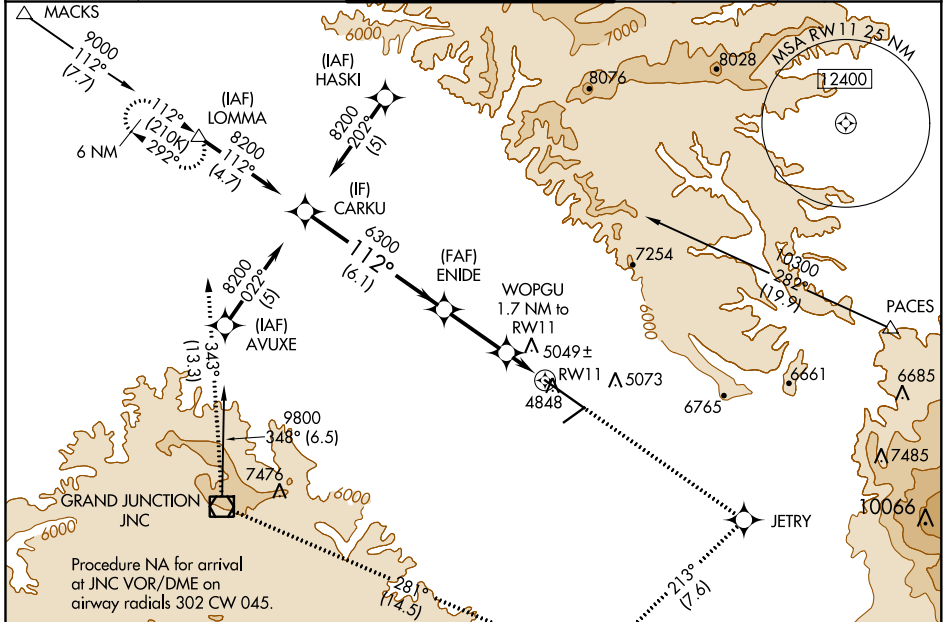 MACKS
9000
112°
(7.7)
6000
7000
8076
8028
MSA RW11 25 NM
12400
(IAF)
HASKI
8200
202°
(5)
(IAF)
LOMMA
112°
(210K)
292°
6 NM
8200
112°
(4.7)
(IF)
CARKU
6300
112°
(6.1)
(FAF)
ENIDE
7254
6000
10300
282°
(19.9)
PACES
8200
022°
(5)
(IAF)
AVUXE
WOPGU
1.7 NM to
RW11
5049±
RW11
4848
5073
6765
6661
6685
7485
10066
343°
(13.3)
9800
348° (6.5)
7476
6000
GRAND JUNCTION
JNC
6000
JETRY
Procedure NA for arrival
at JNC VOR/DME on
airway radials 302 CW 045.
281°
(14.5)
213°
(7.6)